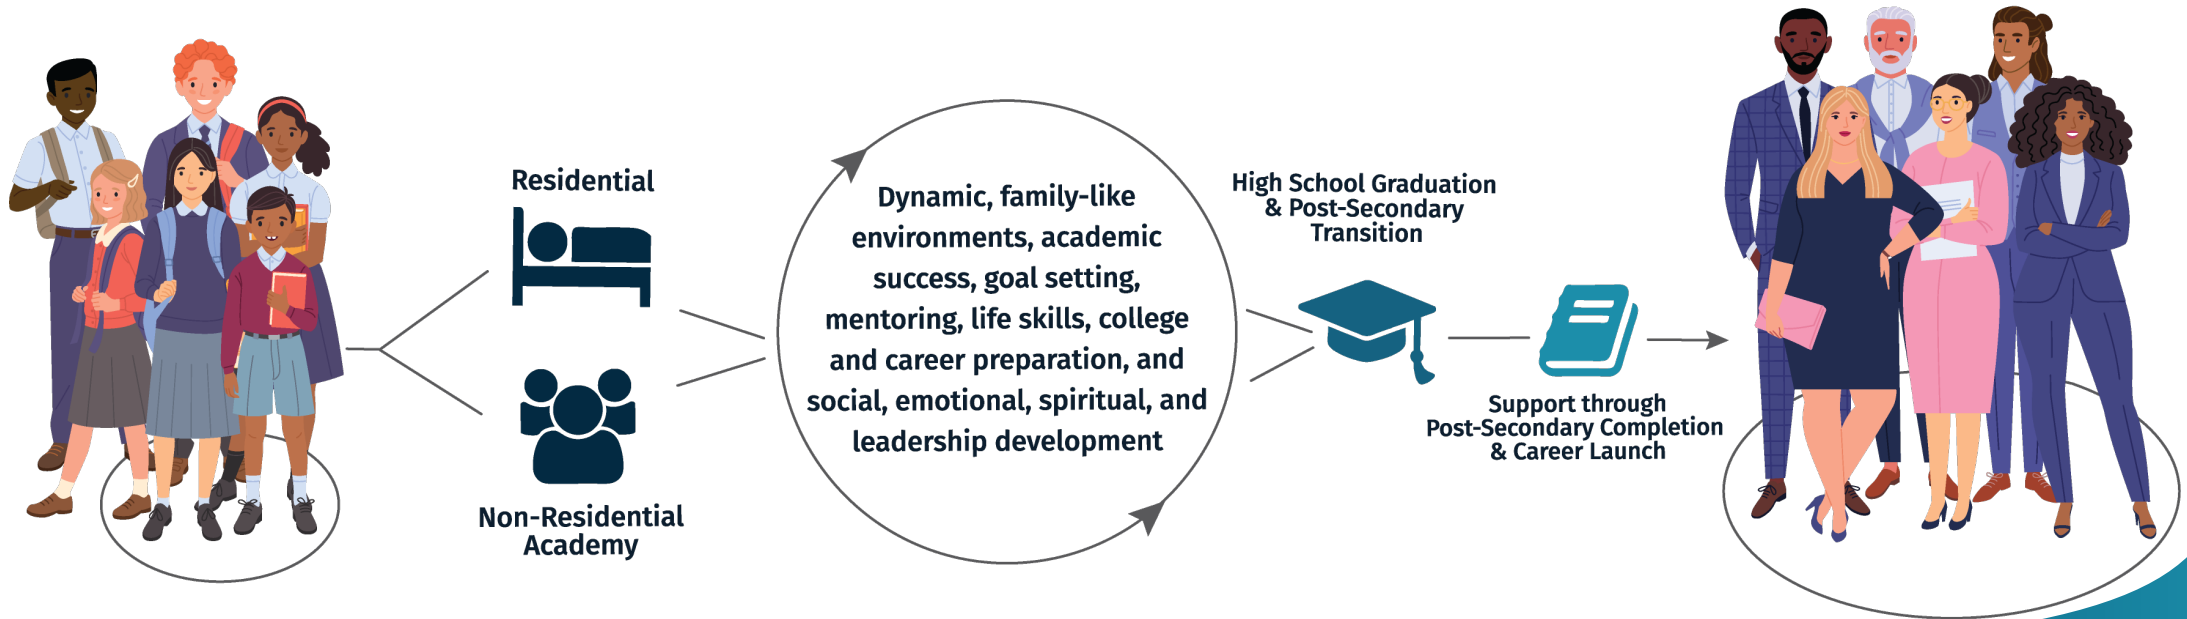 Residential
Non-Residential
Academy
Dynamic, family-like
environments, academic
success, goal setting,
mentoring, life skills, college
and career preparation, and
social, emotional, spiritual, and
leadership development
High School Graduation
& Post-Secondary
Transition
Support through
Post-Secondary Completion
& Career Launch